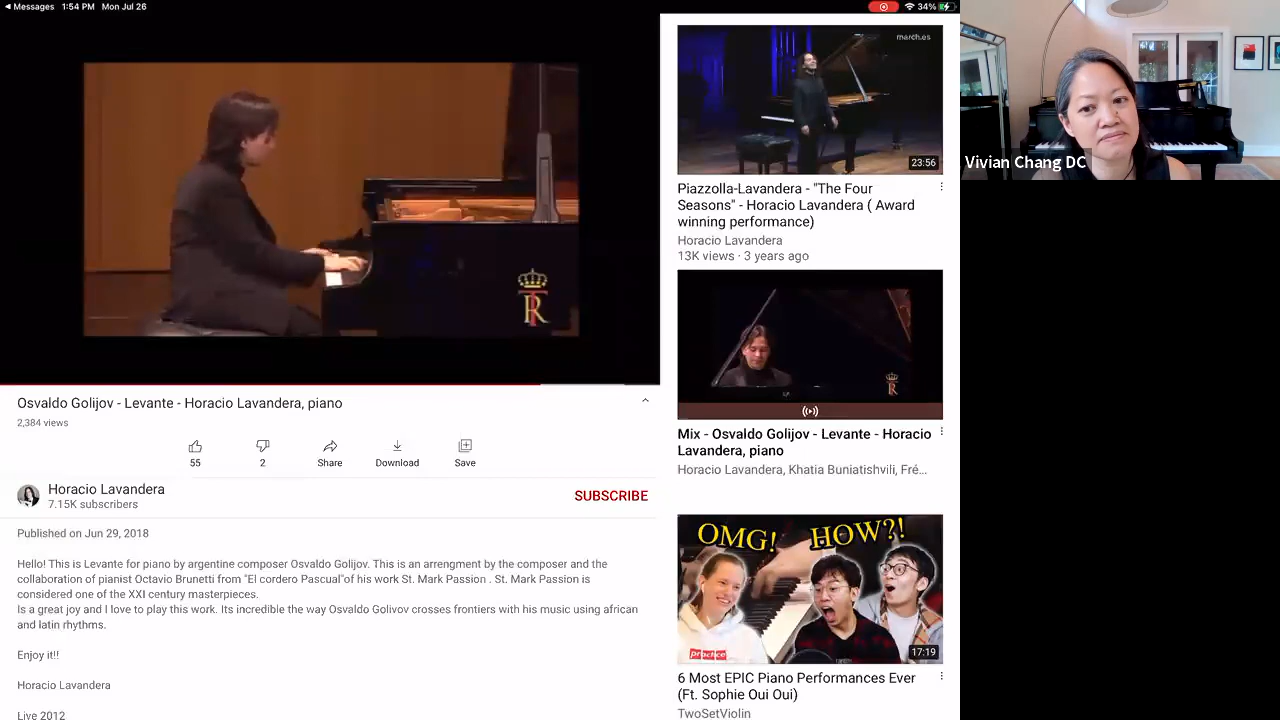 Messages 1:54 PM Mon Jul 26
34%
Osvaldo Golijov - Levante - Horacio Lavandera, piano
2,384 views
55
2
Share
Download
Save
Horacio Lavandera
7.15K subscribers
SUBSCRIBE
Published on Jun 29, 2018
Hello! This is Levante for piano by argentine composer Osvaldo Golijov. This is an arrengment by the composer and the
collaboration of pianist Octavio Brunetti from "El cordero Pascual"of his work St. Mark Passion . St. Mark Passion is
considered one of the XXI century masterpieces.
Is a great joy and I love to play this work. Its incredible the way Osvaldo Golivov crosses frontiers with his music using african
and latin rhythms.
Enjoy it!!
Horacio Lavandera
Live 2012
march.es
23:56
Piazzolla-Lavandera - "The Four
Seasons" - Horacio Lavandera ( Award
winning performance)
Horacio Lavandera
13K views · 3 years ago
Mix - Osvaldo Golijov - Levante - Horacio
Lavandera, piano
Horacio Lavandera, Khatia Buniatishvili, Fré...
OMG! HOW?!
practice
17:19
6 Most EPIC Piano Performances Ever
(Ft. Sophie Oui Oui)
TwoSetViolin
Vivian Chang DC